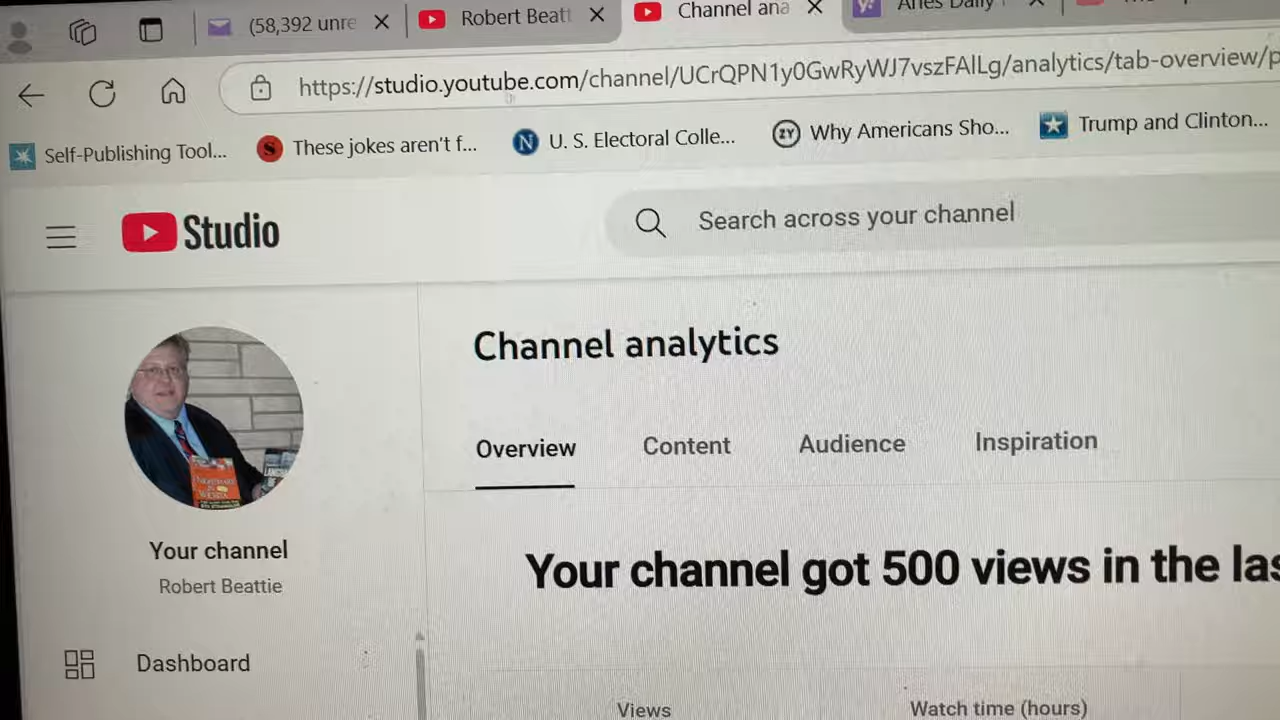 (58,392 unre
Robert Beatt
Channel ana
Aries Daily
https://studio.youtube.com/channel/UCrQPN1y0GwRyWJ7vszFAlLg/analytics/tab-overview/p
Self-Publishing Tool...
These jokes aren't f...
N
U. S. Electoral Colle...
ZY
Why Americans Sho...
Trump and Clinton...
Studio
Search across your channel
Channel analytics
Overview
Content
Audience
Inspiration
Your channel
Robert Beattie
Your channel got 500 views in the las
Dashboard
Views
Watch time (hours)